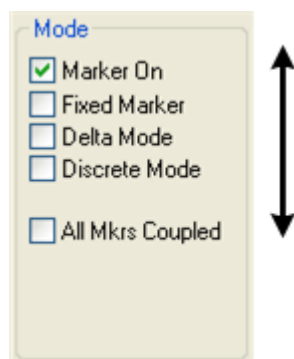 Mode
Marker On
Fixed Marker
Delta Mode
Discrete Mode
All Mkrs Coupled